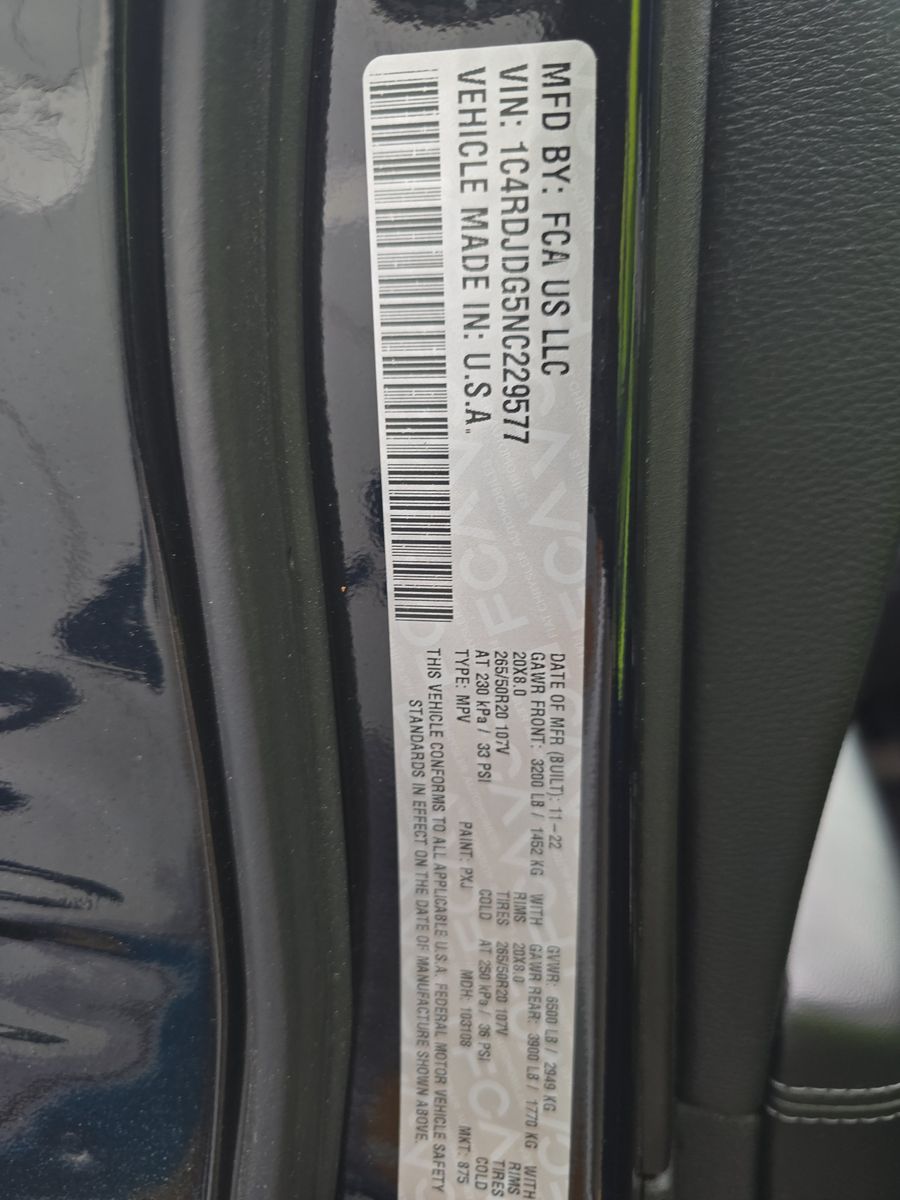 MFD BY: FCA US LLC
VIN: 1C4RDJDG5NC229577
VEHICLE MADE IN: U.S.A.
DATE OF MFR (BUILT): 11-22 GVWR: 6500 LB / 2949 KG
GAWR FRONT: 3200 LB / 1452 KG WITH GAWR REAR: 3900 LB / 1770 KG WITH
20X8.0 RIMS 20X8.0 RIMS
265/50R20 107V TIRES 265/50R20 107V TIRES
AT 230 kPa / 33 PSI COLD AT 250 kPa / 36 PSI COLD
TYPE: MPV PAINT: PXJ MDH: 103108 MKT: 875
THIS VEHICLE CONFORMS TO ALL APPLICABLE U.S.A. FEDERAL MOTOR VEHICLE SAFETY
STANDARDS IN EFFECT ON THE DATE OF MANUFACTURE SHOWN ABOVE.